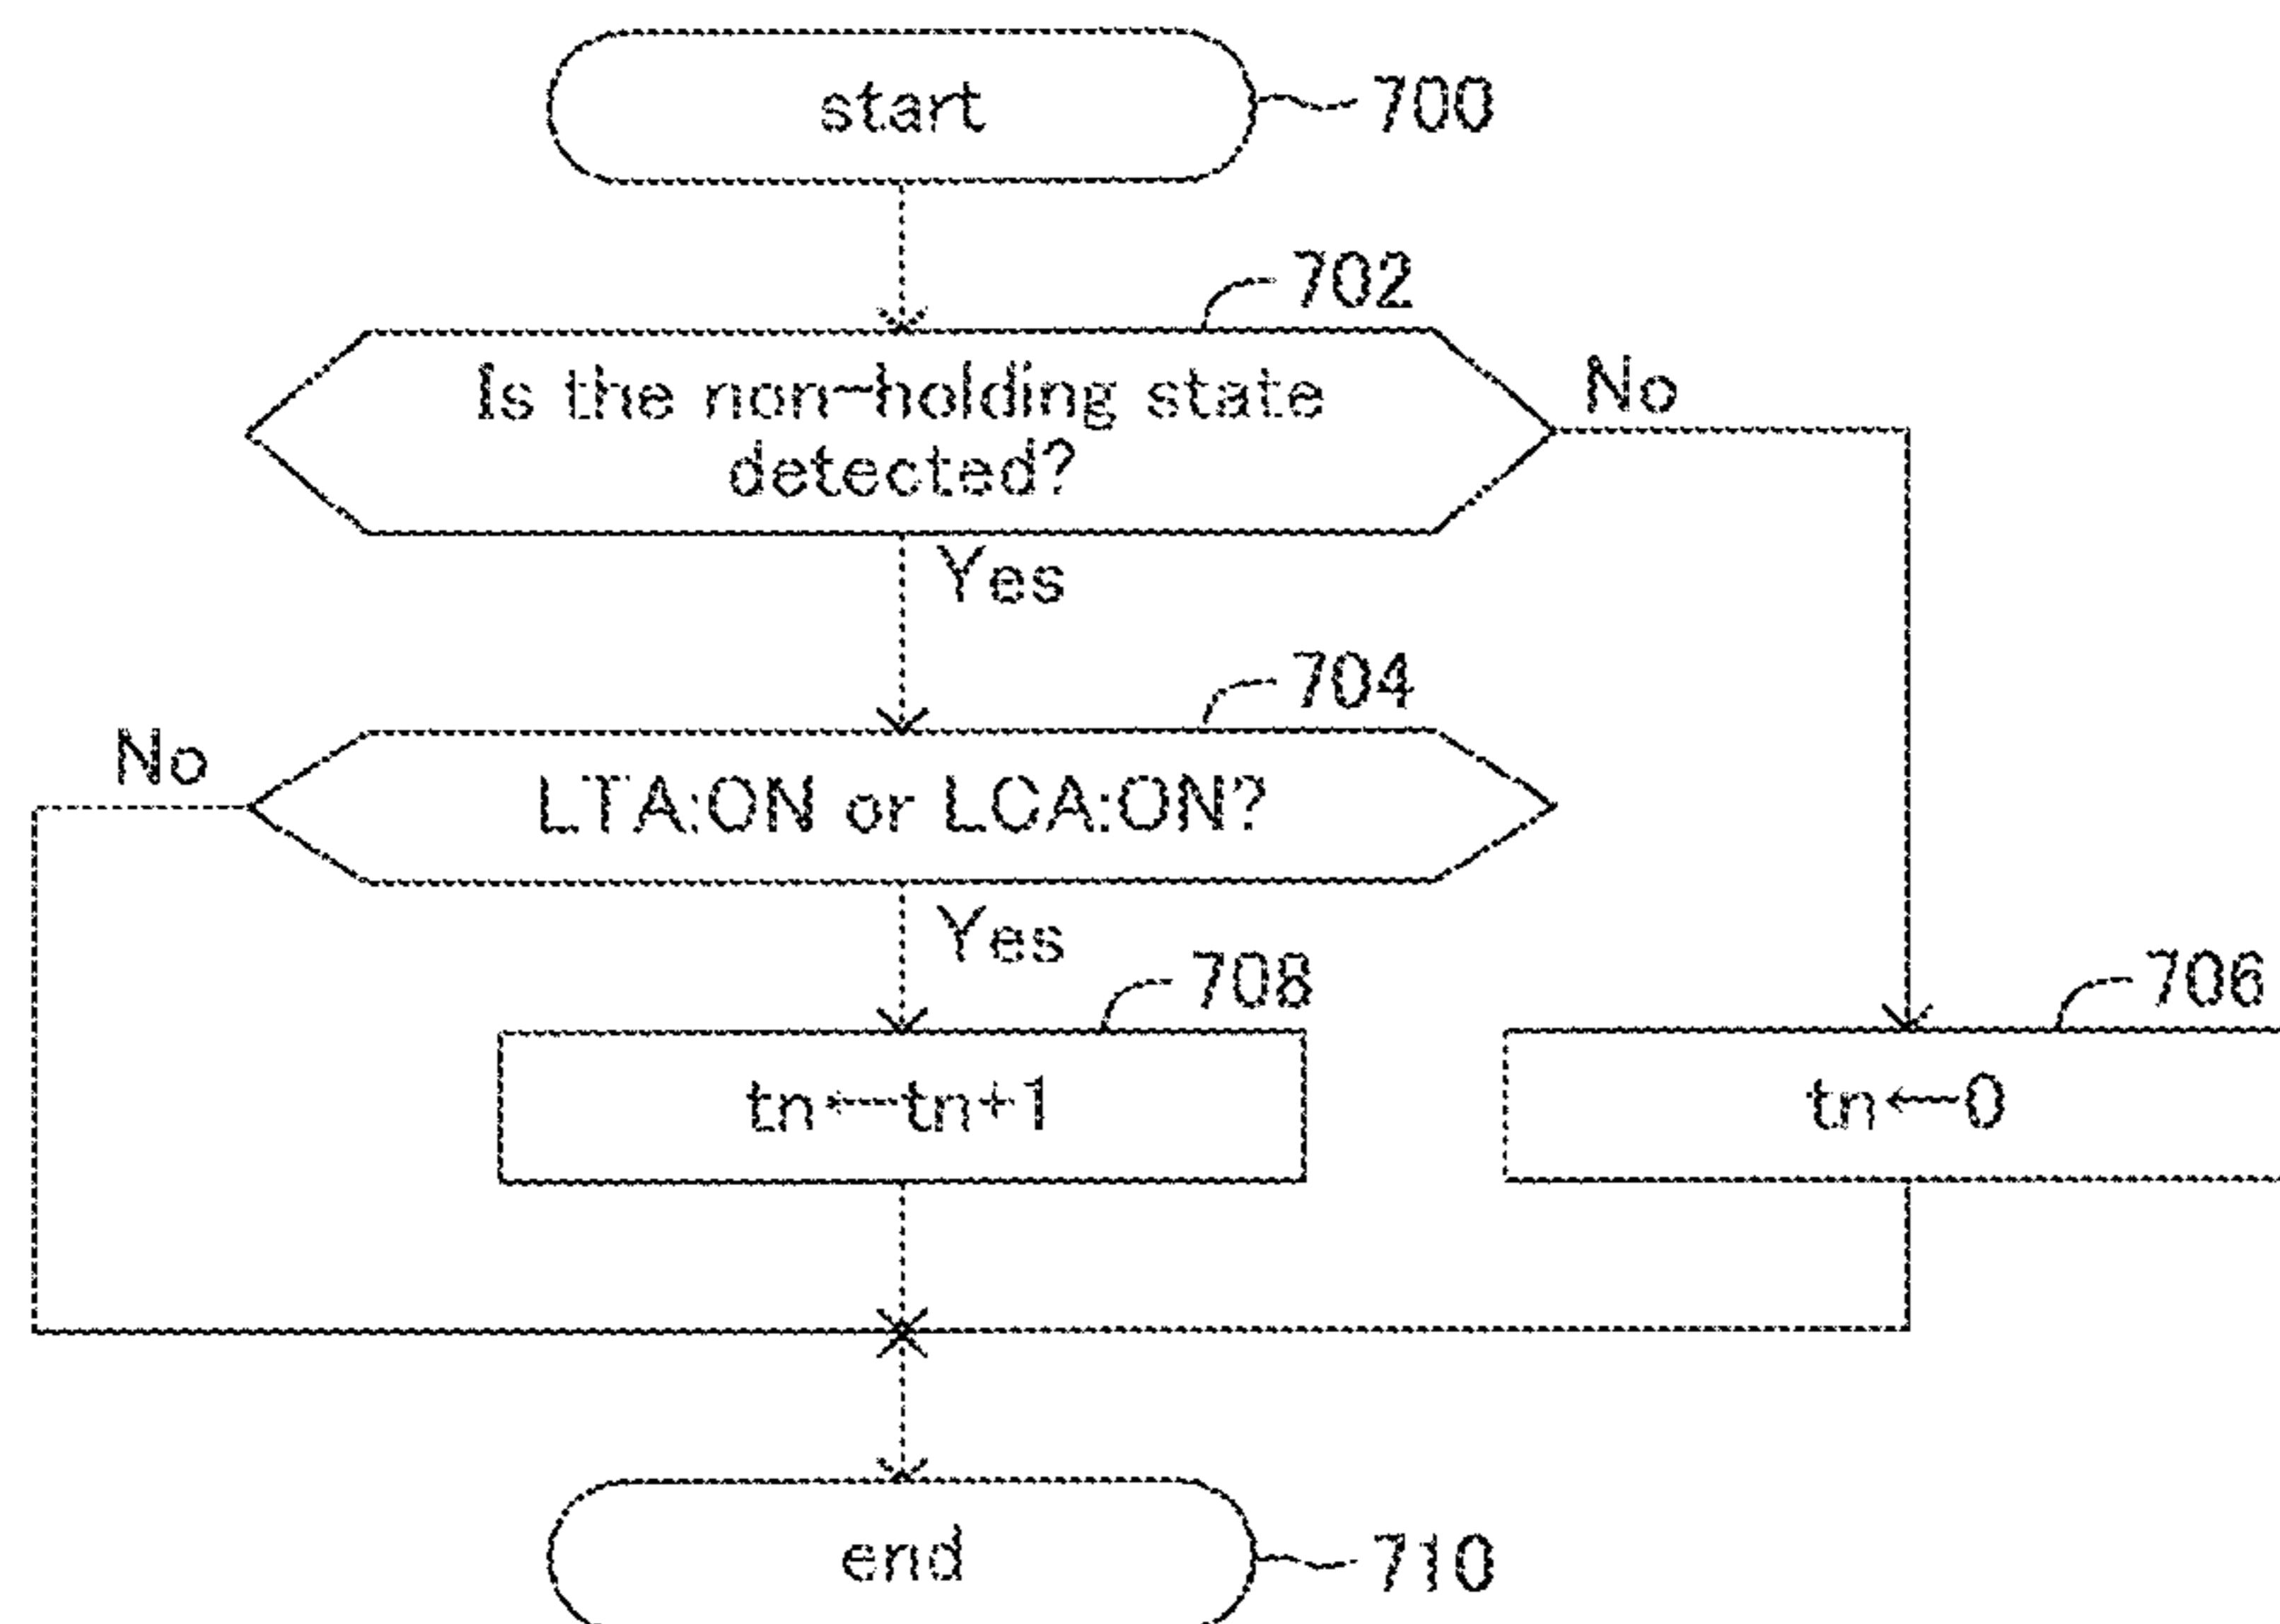 start
700
702
Is the non-holding state
detected?
No
Yes
704
No
LTA:ON or LCA:ON?
Yes
708
706
tn←tn+1
tn←0
end
710